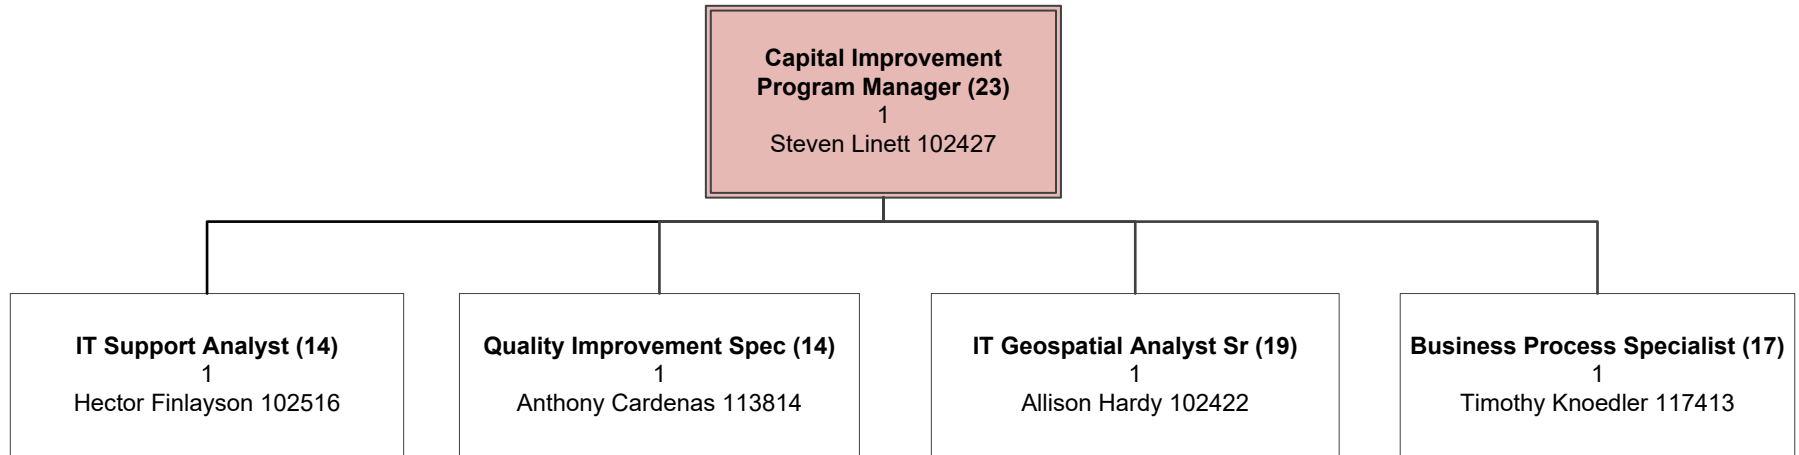 Capital Improvement
Program Manager (23)
1
Steven Linett 102427
IT Support Analyst (14)
1
Hector Finlayson 102516
Quality Improvement Spec (14)
1
Anthony Cardenas 113814
IT Geospatial Analyst Sr (19)
1
Allison Hardy 102422
Business Process Specialist (17)
1
Timothy Knoedler 117413